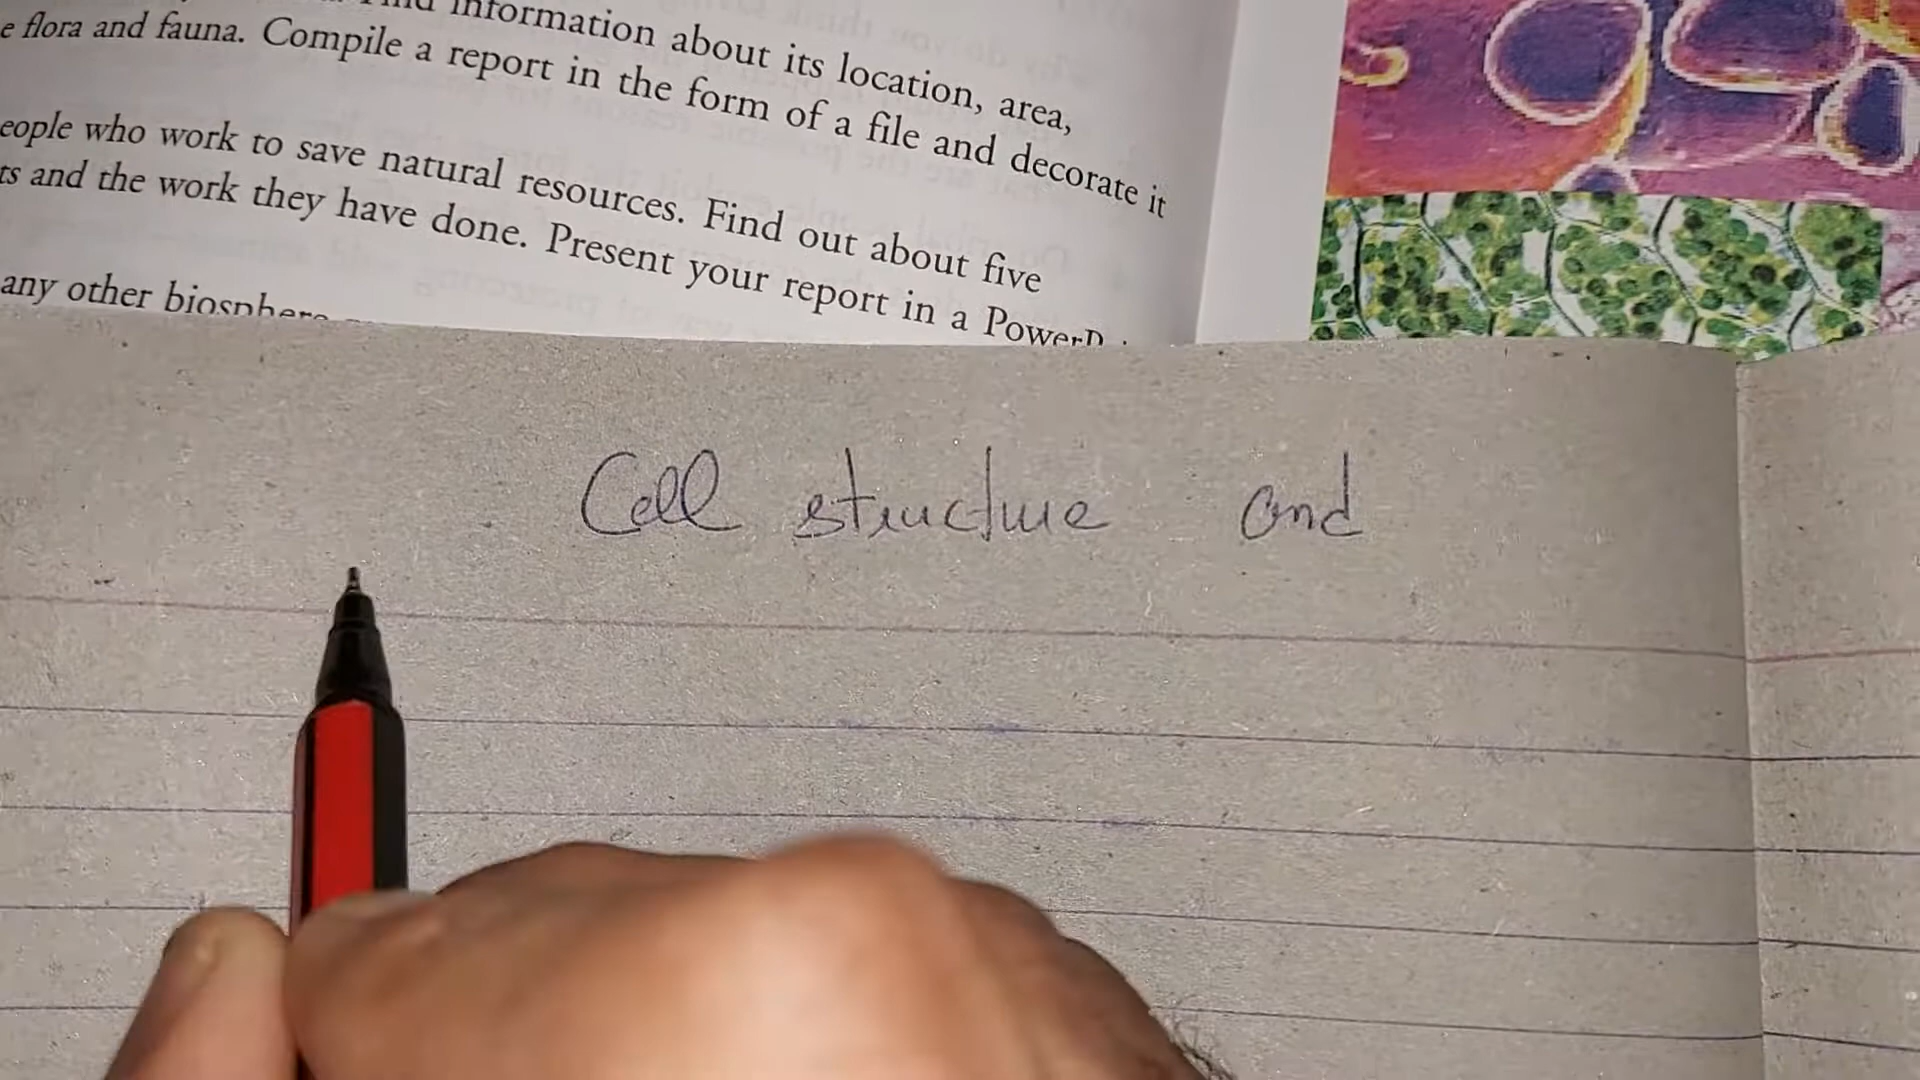 information about its location, area,
e flora and fauna. Compile a report in the form of a file and decorate it
eople who work to save natural resources. Find out about five
ts and the work they have done. Present your report in a
any other biosphere
Cell structure and